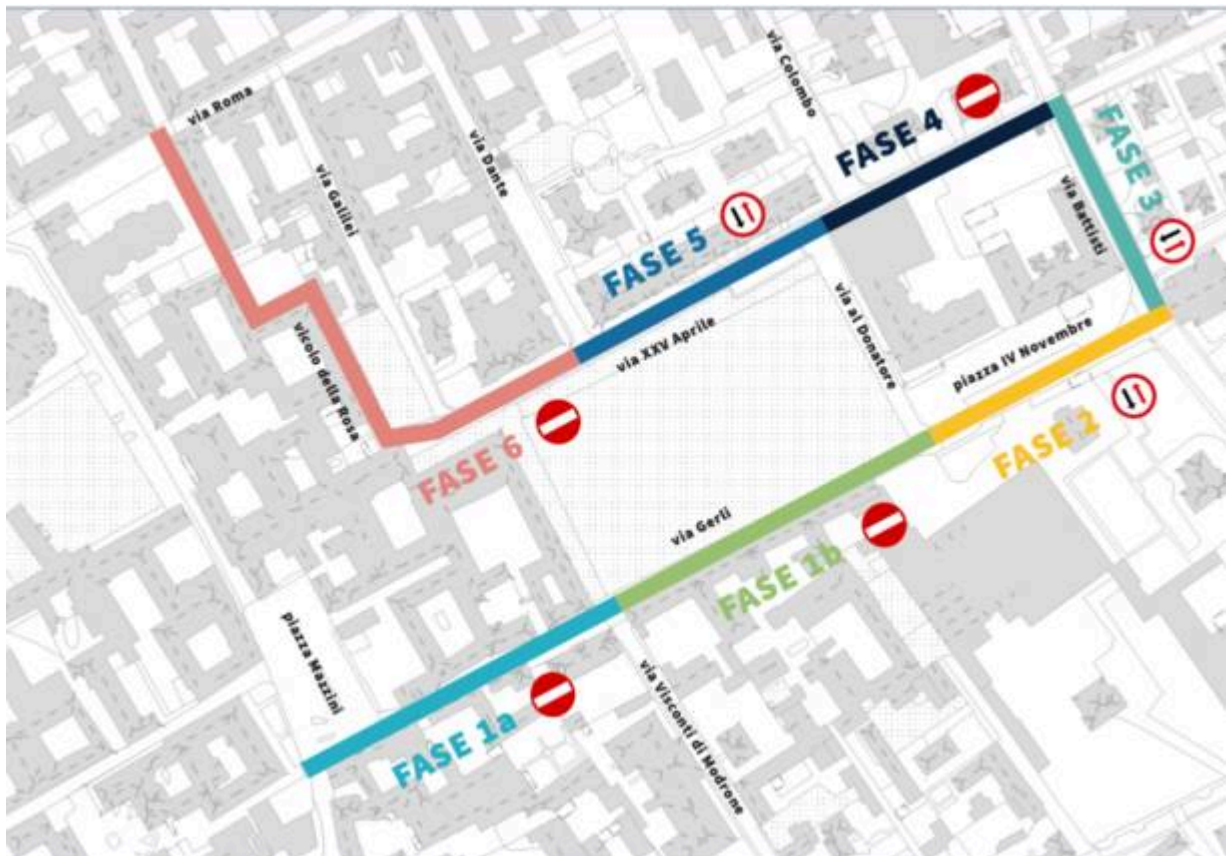 via Roma
via Galilei
via Dante
via Colombo
FASE 4
FASE 3
via Battisti
FASE 5
via XXV Aprile
via al Donatore
piazza IV Novembre
FASE 2
vicolo della Rosa
FASE 6
via Gerli
FASE 1b
piazza Mazzini
FASE 1a
via Visconti di Modrone